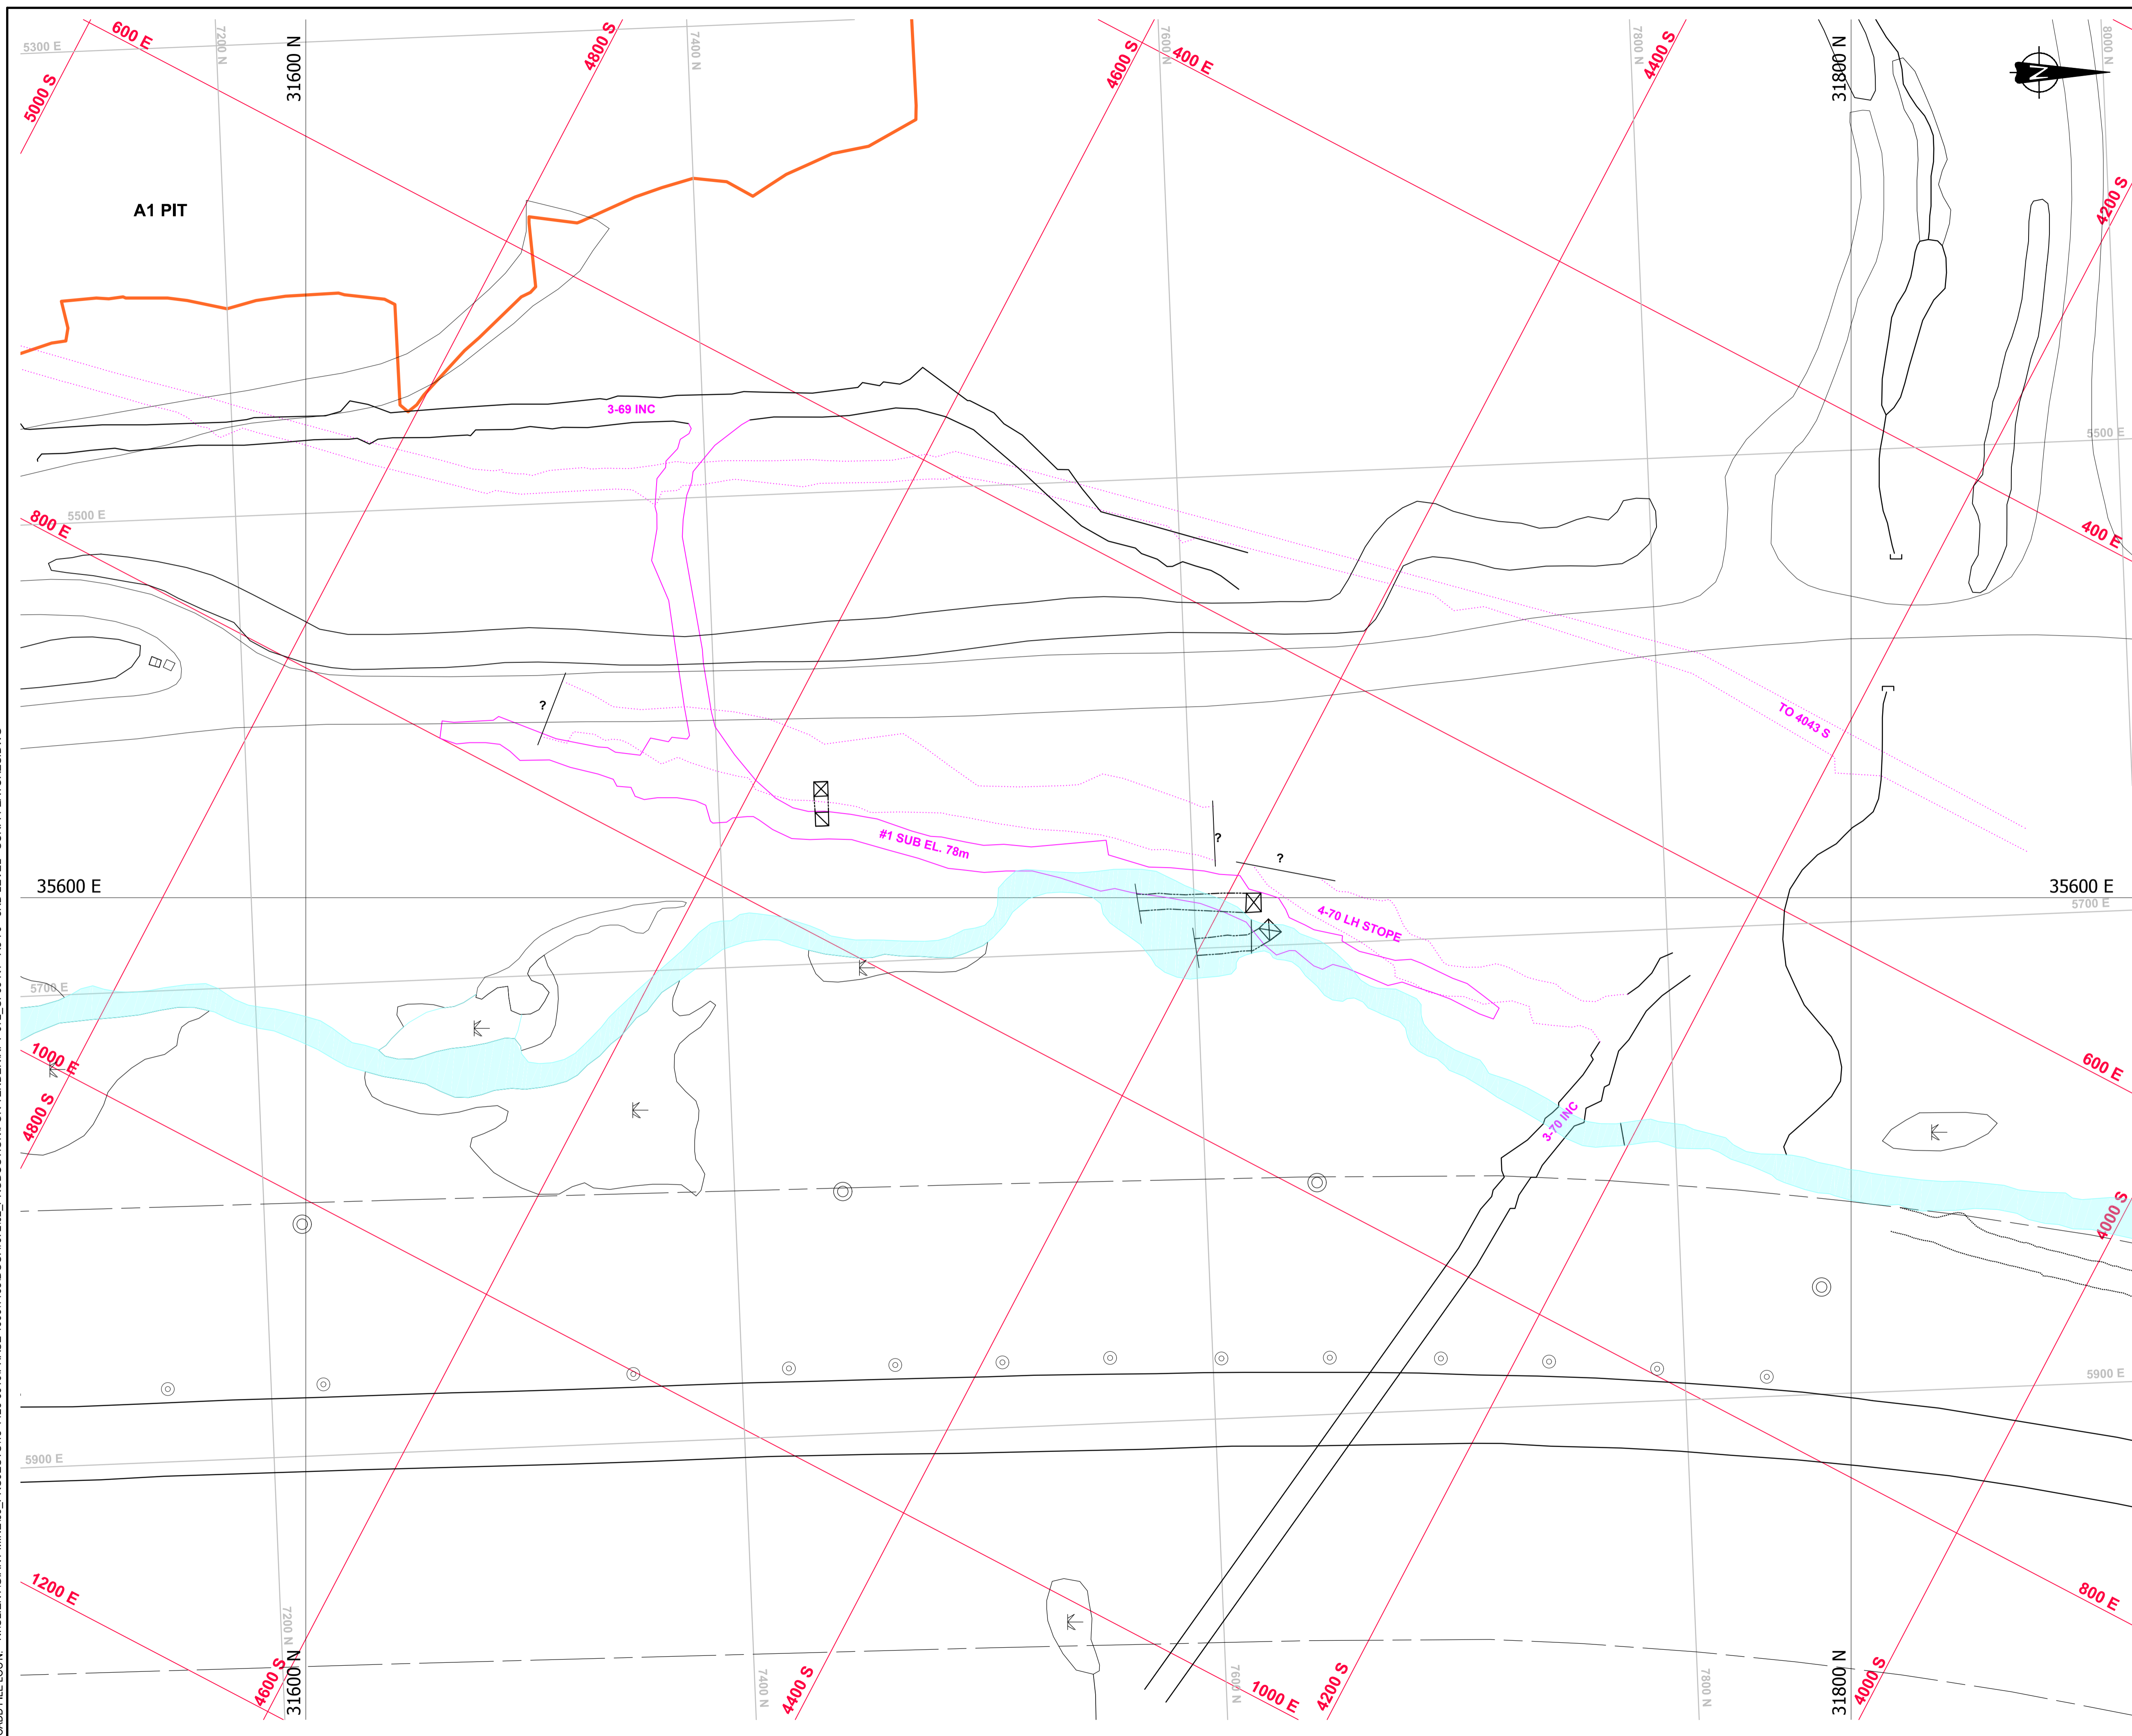 600 E
4800 S
5300 E
7200 N
31600 N
7400 N
4600 S
7600 N
400 E
7800 N
4400 S
31800 N
N
8000 N
5000 S
A1 PIT
4200 S
3-69 INC
5500 E
5500 E
800 E
400 E
?
TO 4043 S
#1 SUB EL. 78m
?
?
35600 E
35600 E
5700 E
4-70 LH STOPE
5700 E
1000 E
600 E
4800 S
3-70 INC
4000 S
5900 E
5900 E
1200 E
800 E
7200 N
31600 N
4600 S
7400 N
4400 S
7600 N
1000 E
4200 S
7800 N
31800 N
4000 S